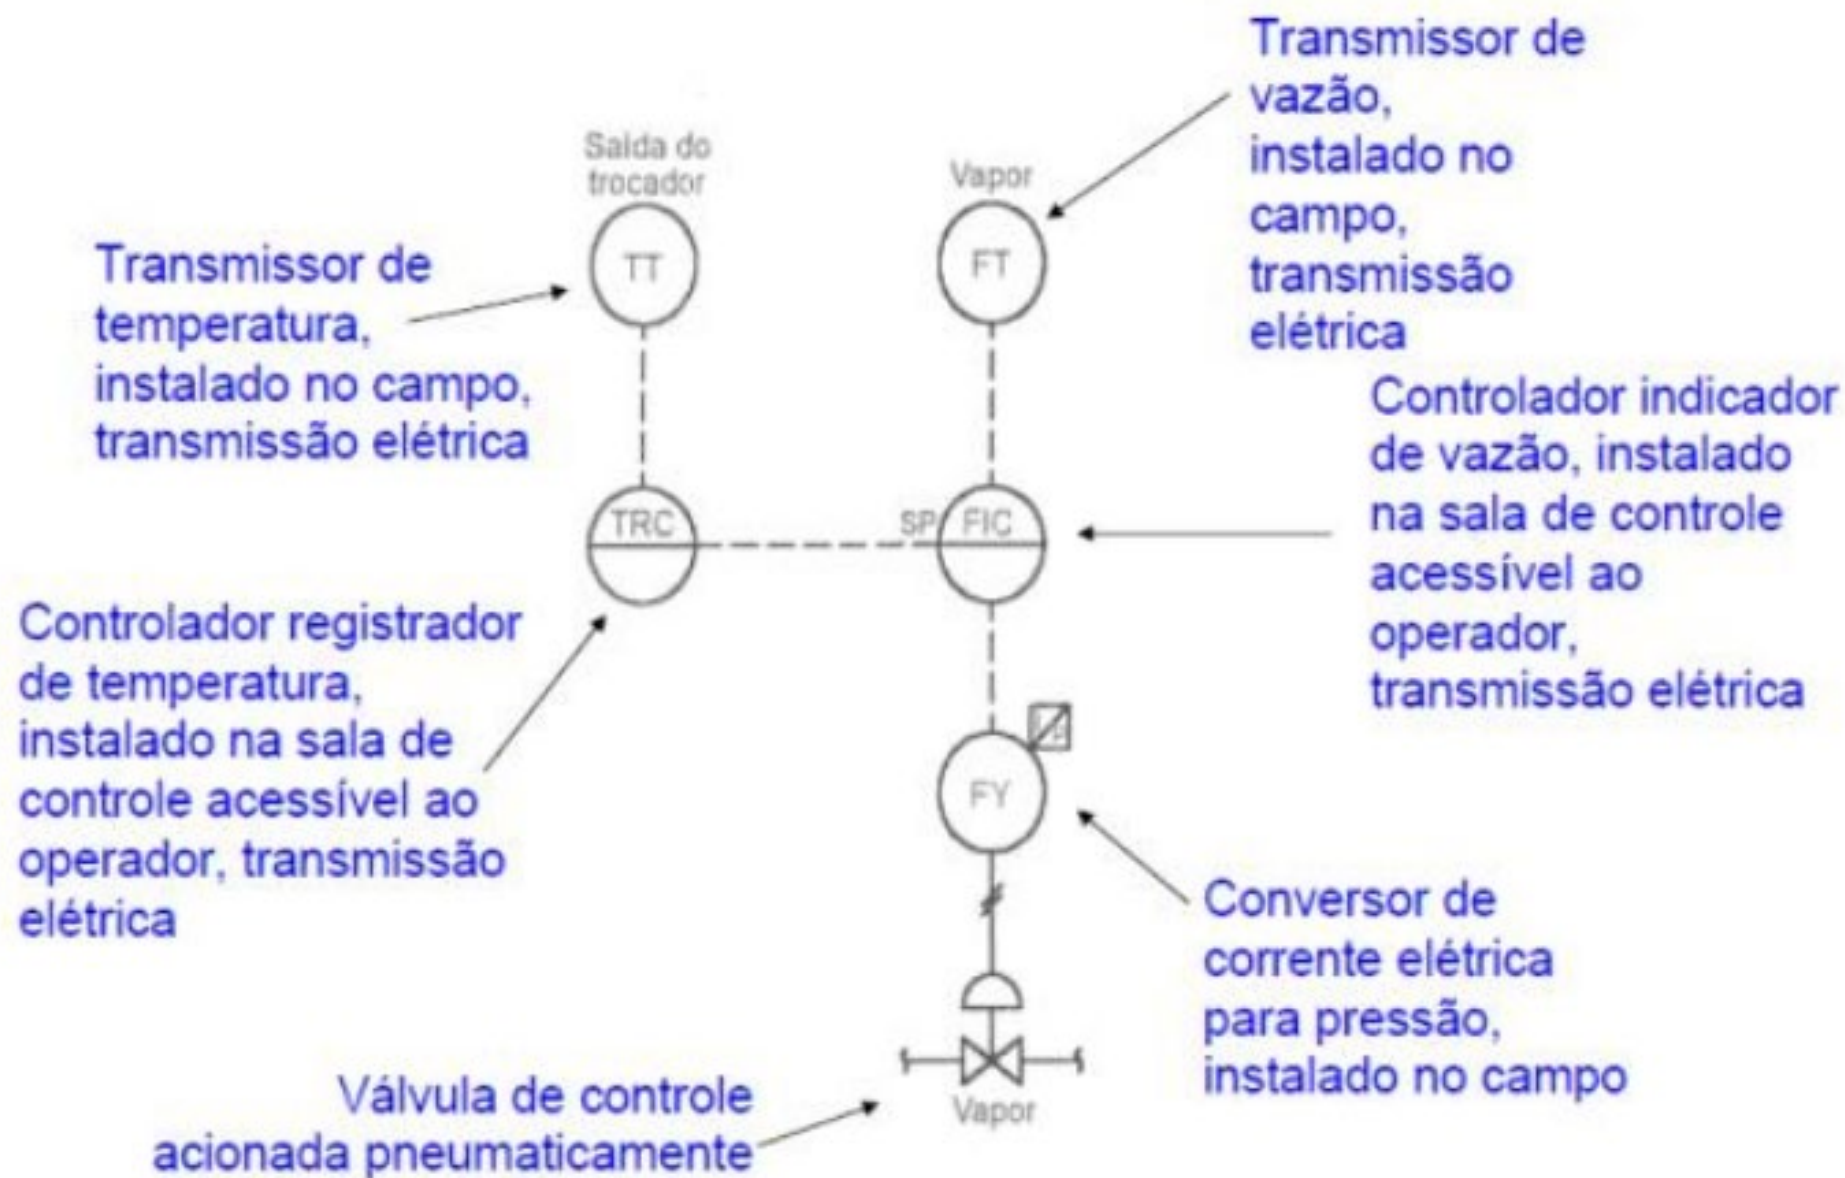 Transmissor de
vazão,
instalado no
campo,
transmissão
elétrica
Saída do
trocador
Vapor
TT
FT
Transmissor de
temperatura,
instalado no campo,
transmissão elétrica
Controlador indicador
de vazão, instalado
na sala de controle
acessível ao
operador,
transmissão elétrica
TRC
SP
FIC
Controlador registrador
de temperatura,
instalado na sala de
controle acessível ao
operador, transmissão
elétrica
FY
Conversor de
corrente elétrica
para pressão,
instalado no campo
Válvula de controle
acionada pneumaticamente
Vapor